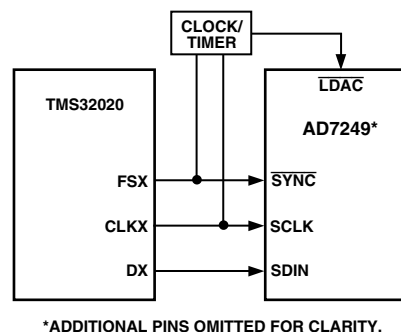 CLOCK/
TIMER
TMS32020
LDAC
AD7249*
FSX
SYNC
CLKX
SCLK
DX
SDIN
*ADDITIONAL PINS OMITTED FOR CLARITY.